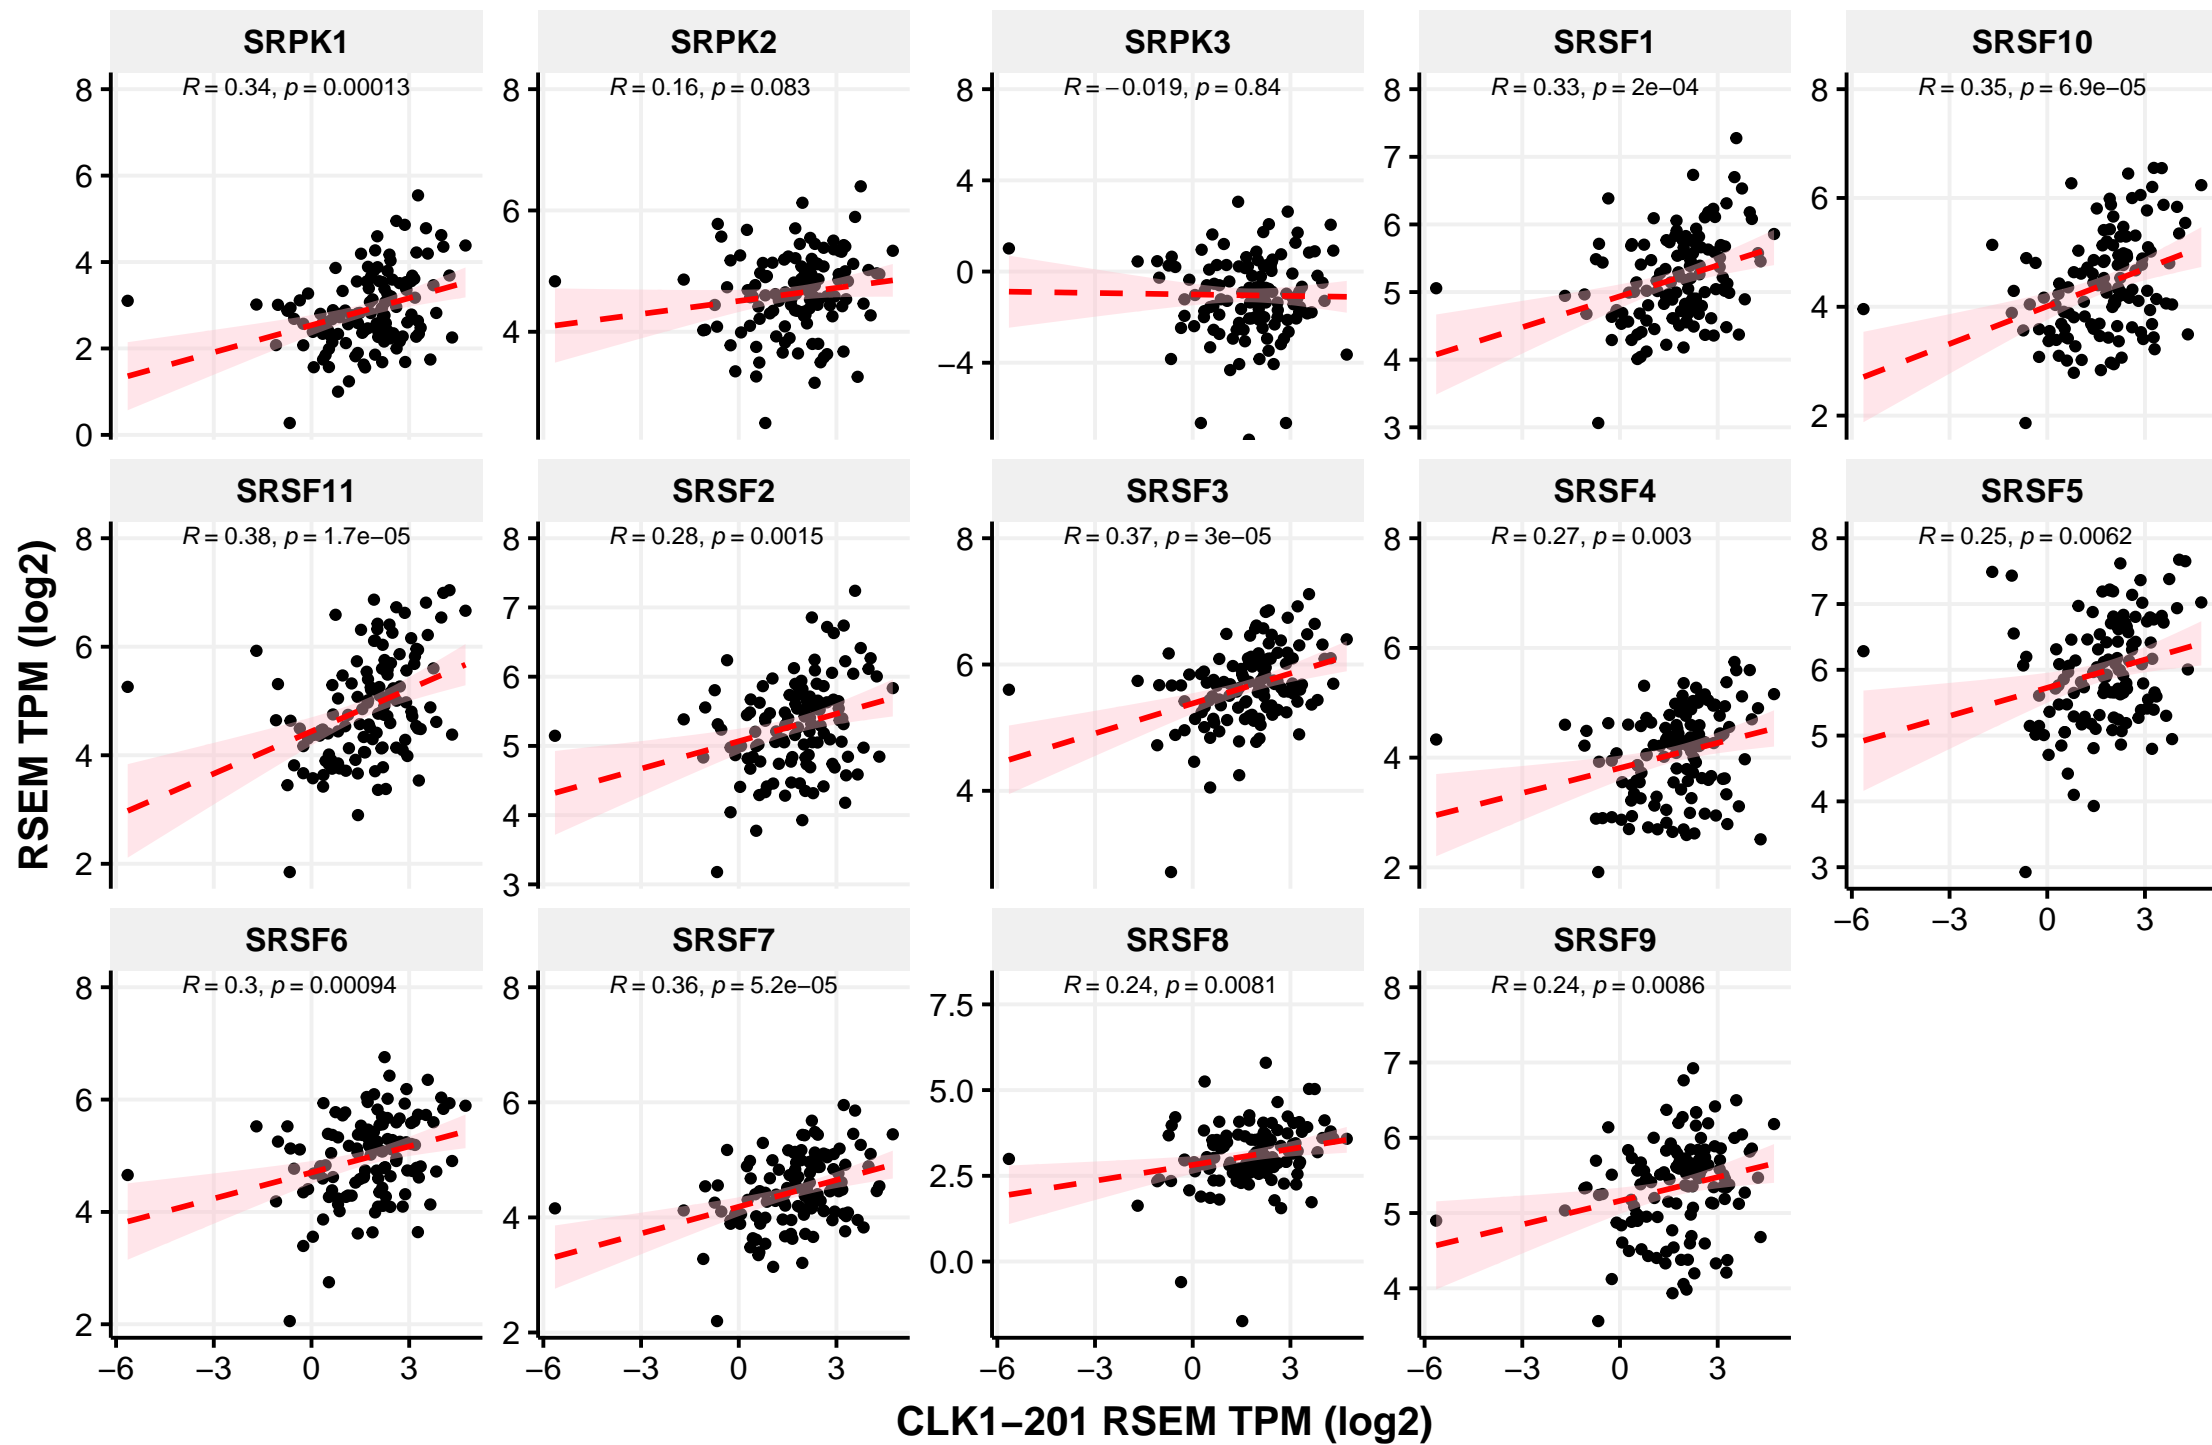 SRPK1 SRPK2 SRPK3 SRSF1 SRSF10
R = 0.34, p = 0.00013 R = 0.16, p = 0.083 R = −0.019, p = 0.84 R = 0.33, p = 2e−04 R = 0.35, p = 6.9e−05
8 6 4 2 0
8 6 4
8 4 0 −4
8 7 6 5 4 3
8 6 4 2
SRSF11 SRSF2 SRSF3 SRSF4 SRSF5
R = 0.38, p = 1.7e−05 R = 0.28, p = 0.0015 R = 0.37, p = 3e−05 R = 0.27, p = 0.003 R = 0.25, p = 0.0062
8 6 4 2
8 7 6 5 4 3
8 6 4
8 6 4 2
8 7 6 5 4 3
−6 −3 0 3
SRSF6 SRSF7 SRSF8 SRSF9
R = 0.3, p = 0.00094 R = 0.36, p = 5.2e−05 R = 0.24, p = 0.0081 R = 0.24, p = 0.0086
8 6 4 2
8 6 4 2
7.5 5.0 2.5 0.0
8 7 6 5 4
−6 −3 0 3 −6 −3 0 3 −6 −3 0 3 −6 −3 0 3
RSEM TPM (log2)
CLK1−201 RSEM TPM (log2)